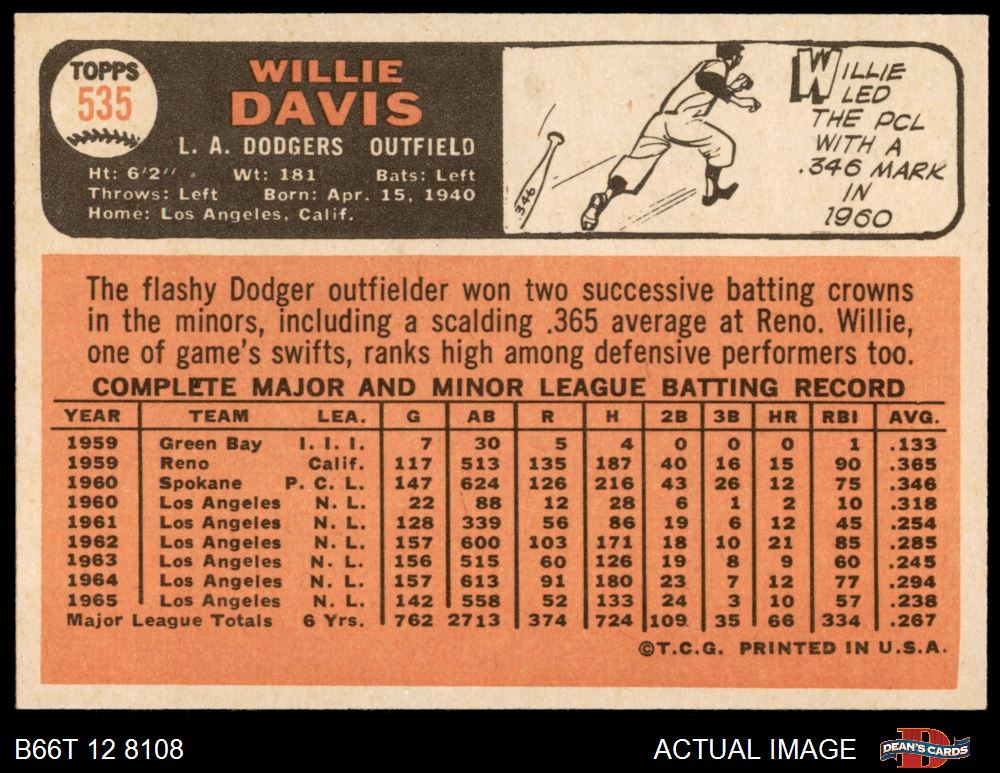 TOPPS
535
WILLIE
DAVIS
L. A. DODGERS OUTFIELD
Ht: 6'2" Wt: 181 Bats: Left
Throws: Left Born: Apr. 15, 1940
Home: Los Angeles, Calif.
.346
WILLIE
LED
THE PCL
WITH A
.346 MARK
IN
1960
The flashy Dodger outfielder won two successive batting crowns
in the minors, including a scalding .365 average at Reno. Willie,
one of game's swifts, ranks high among defensive performers too.
COMPLETE MAJOR AND MINOR LEAGUE BATTING RECORD
YEAR TEAM LEA. G AB R H 2B 3B HR RBI AVG.
1959 Green Bay I. I. I. 7 30 5 4 0 0 0 1 .133
1959 Reno Calif. 117 513 135 187 40 16 15 90 .365
1960 Spokane P. C. L. 147 624 126 216 43 26 12 75 .346
1960 Los Angeles N. L. 22 88 12 28 6 1 2 10 .318
1961 Los Angeles N. L. 128 339 56 86 19 6 12 45 .254
1962 Los Angeles N. L. 157 600 103 171 18 10 21 85 .285
1963 Los Angeles N. L. 156 515 60 126 19 8 9 60 .245
1964 Los Angeles N. L. 157 613 91 180 23 7 12 77 .294
1965 Los Angeles N. L. 142 558 52 133 24 3 10 57 .238
Major League Totals 6 Yrs. 762 2713 374 724 109 35 66 334 .267
©T.C.G. PRINTED IN U.S.A.
B66T 12 8108
ACTUAL IMAGE
DEAN'S CARDS